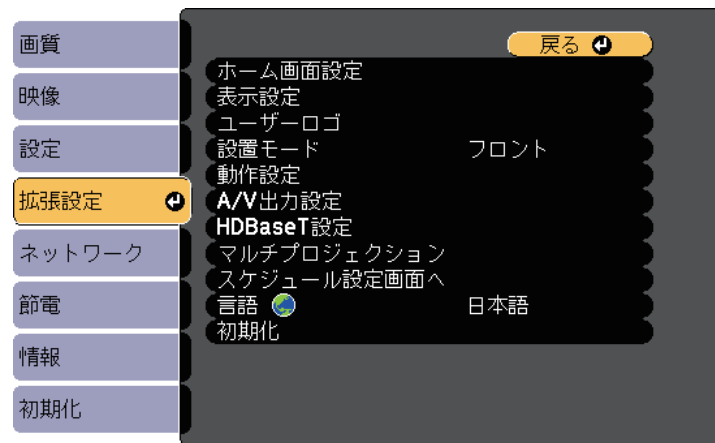 画質
映像
設定
拡張設定
ネットワーク
節電
情報
初期化
戻る
ホーム画面設定
表示設定
ユーザーロゴ
設置モード フロント
動作設定
A/V出力設定
HDBaseT設定
マルチプロジェクション
スケジュール設定画面へ
言語 日本語
初期化